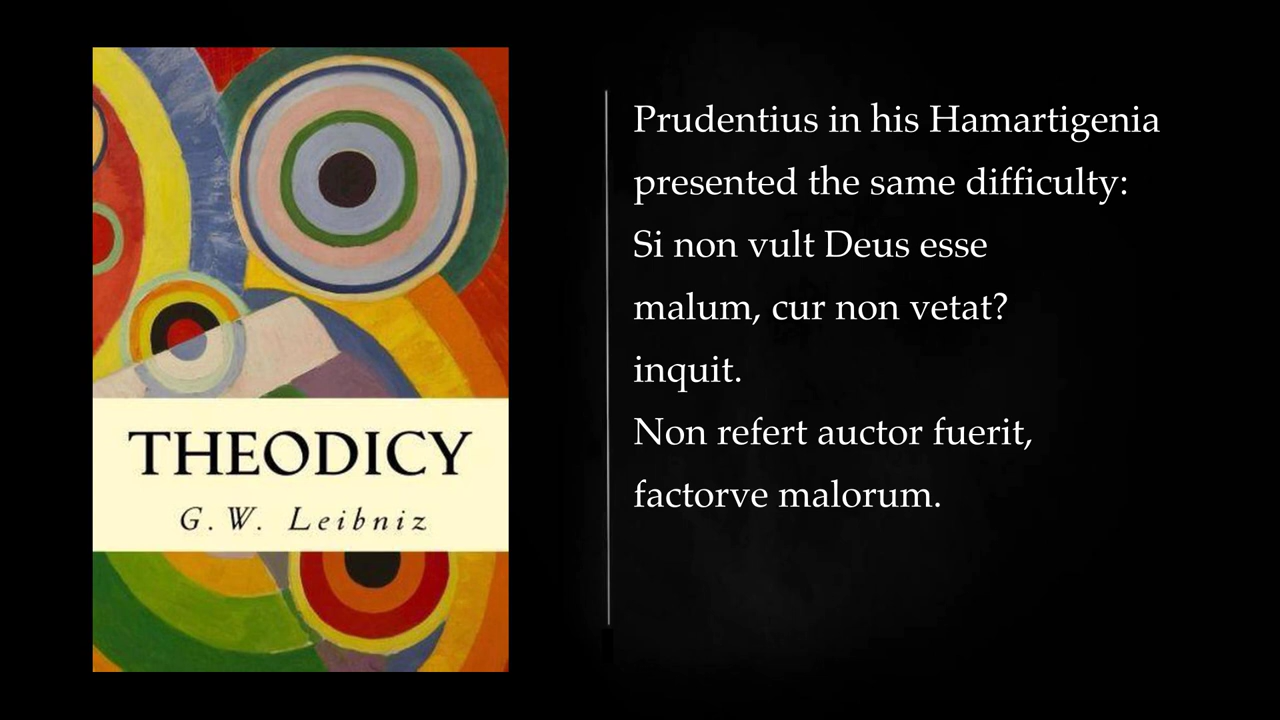 THEODICY
G. W. Leibniz
Prudentius in his Hamartigenia
presented the same difficulty:
Si non vult Deus esse
malum, cur non vetat?
inquit.
Non refert auctor fuerit,
factorve malorum.